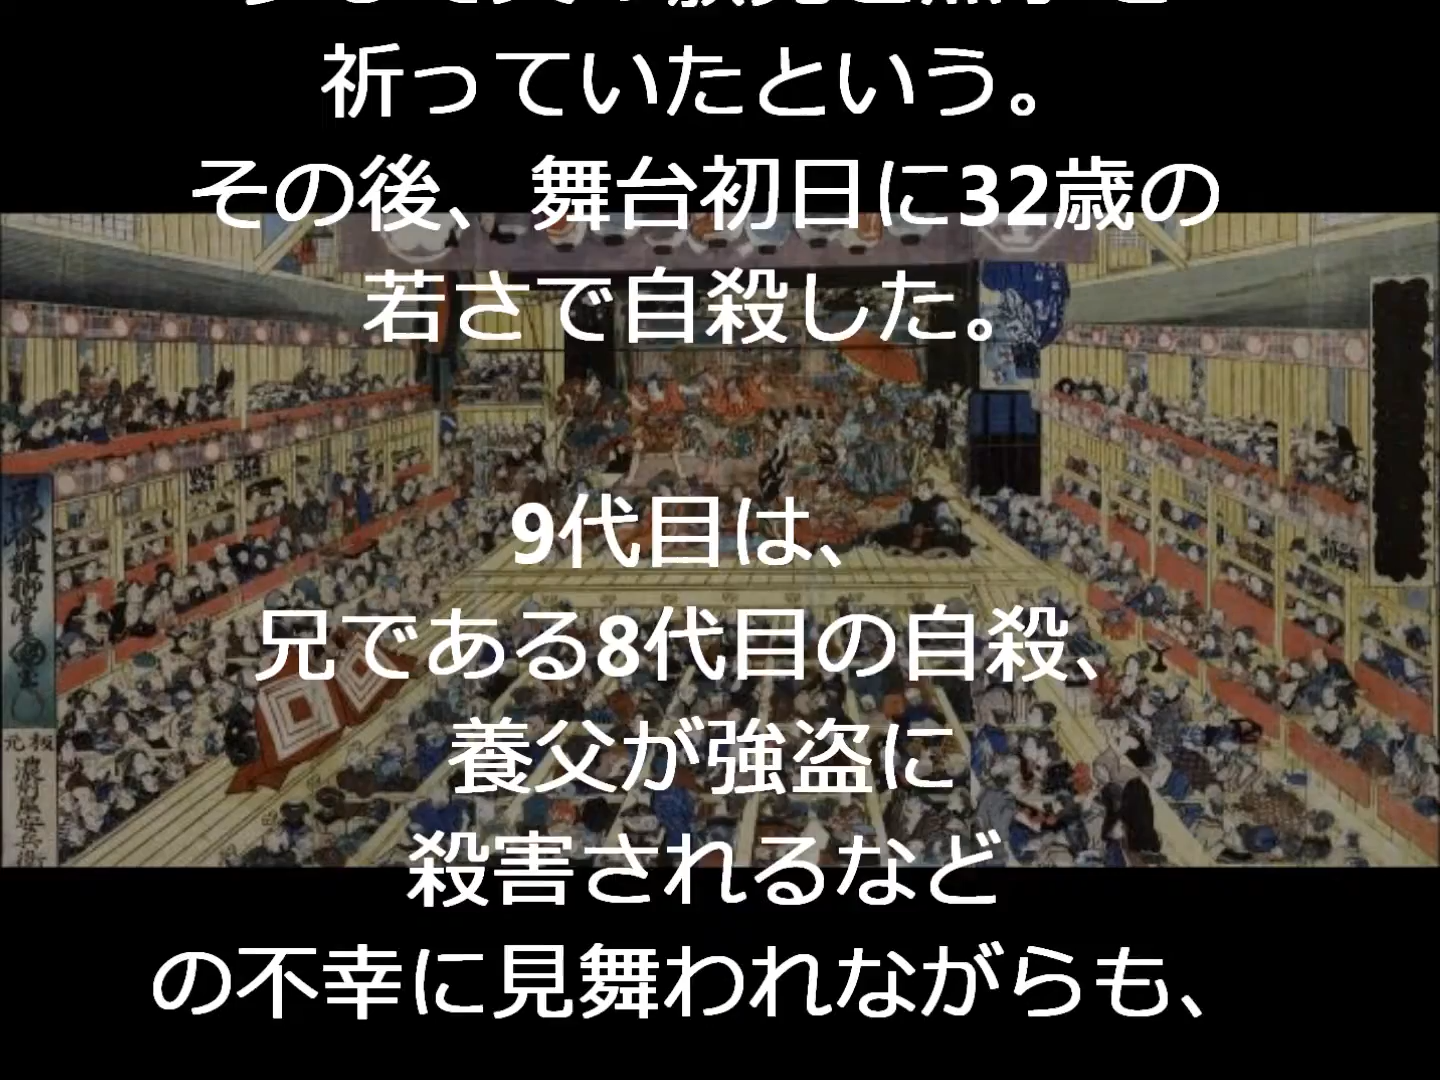 祈っていたという。
その後、舞台初日に32歳の
若さで自殺した。
9代目は、
兄である8代目の自殺、
養父が強盗に
殺害されるなど
の不幸に見舞われながらも、
元板